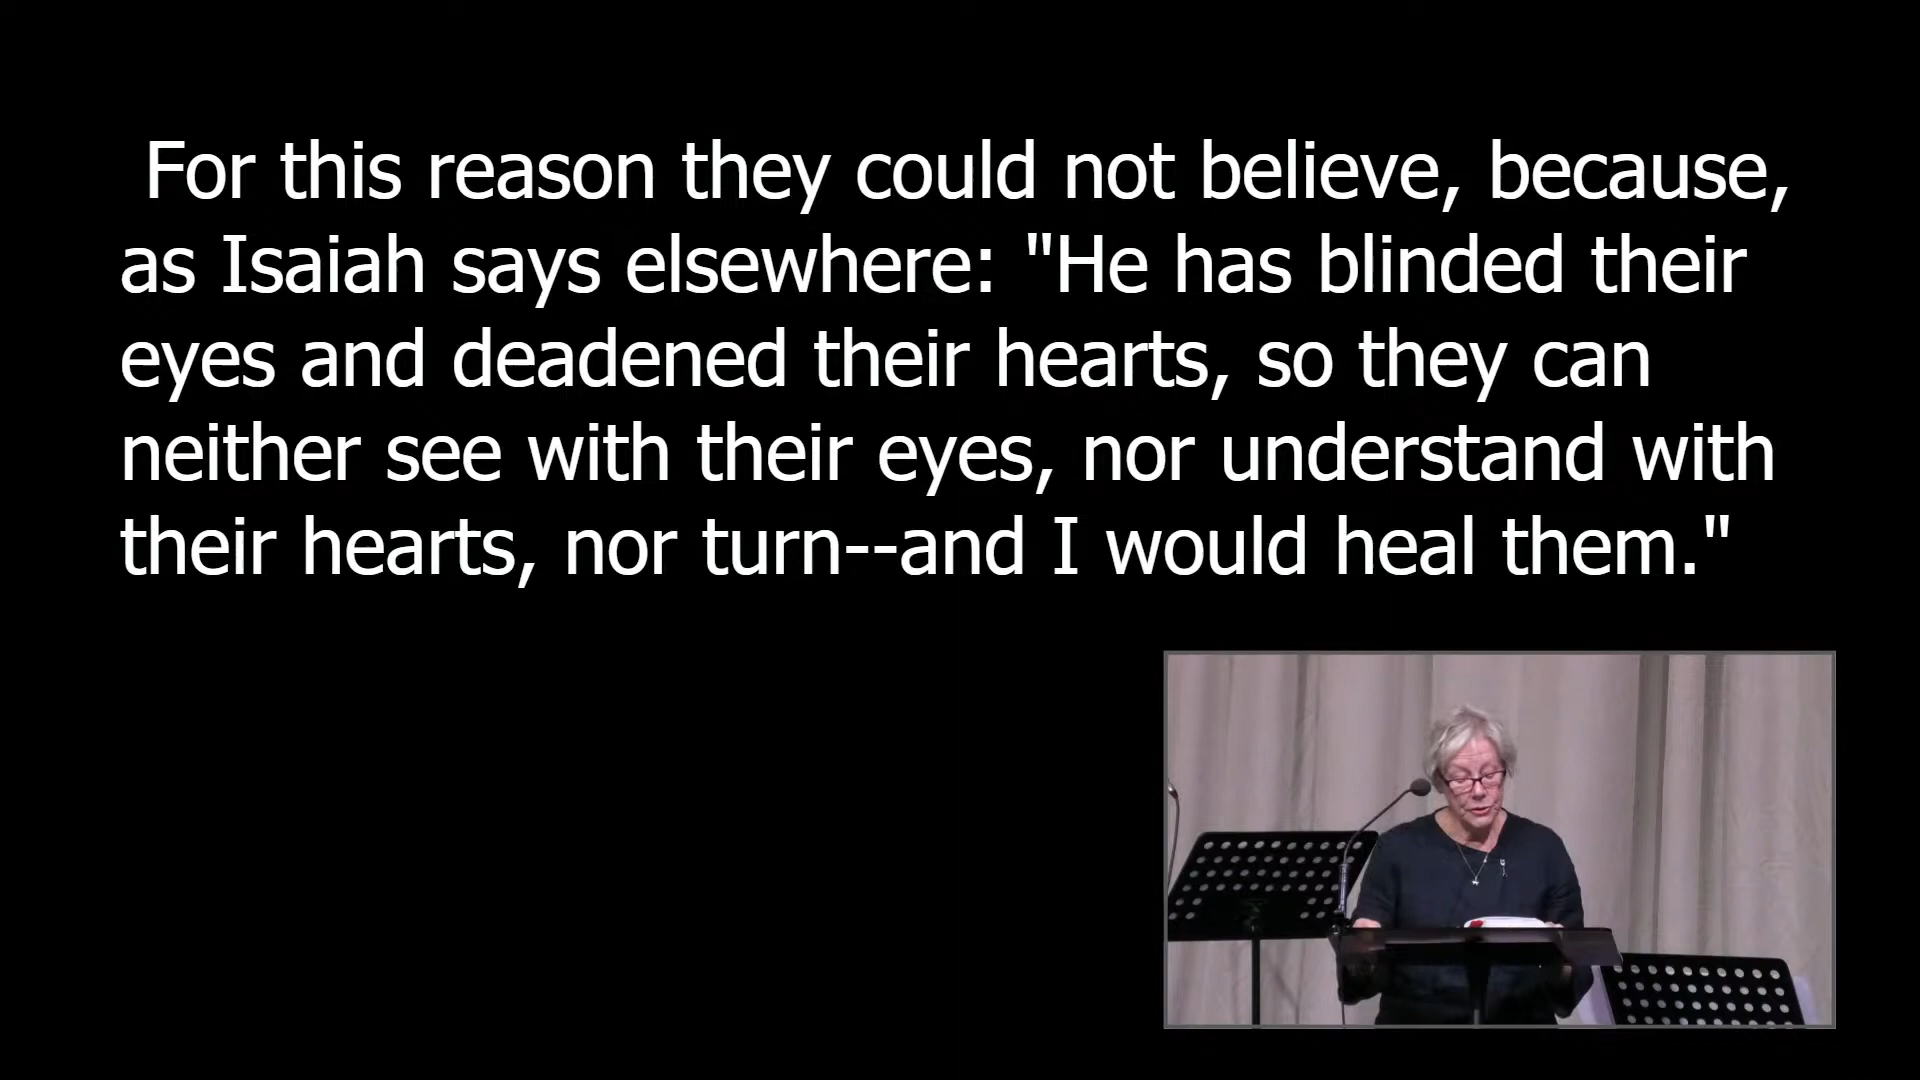 For this reason they could not believe, because,
as Isaiah says elsewhere: "He has blinded their
eyes and deadened their hearts, so they can
neither see with their eyes, nor understand with
their hearts, nor turn--and I would heal them."